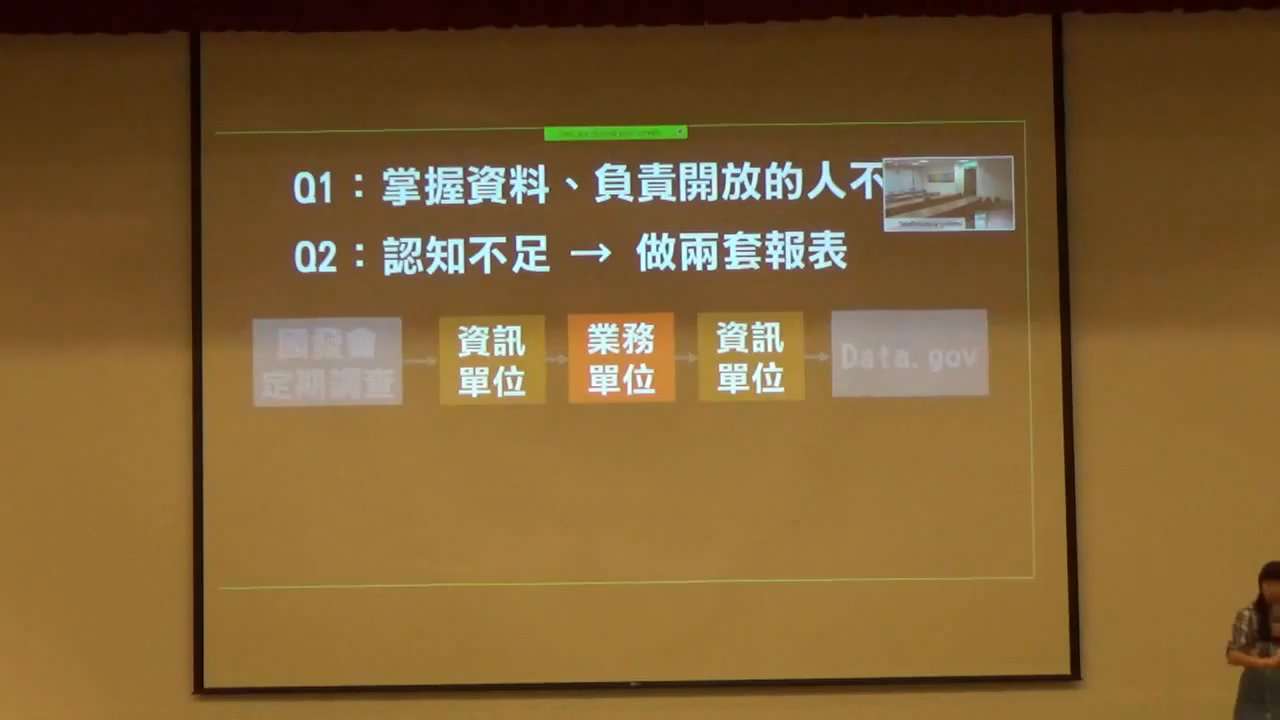 Q1：掌握資料、負責開放的人不
Q2：認知不足 → 做兩套報表
國發會
定期調查
資訊
單位
業務
單位
資訊
單位
Data.gov